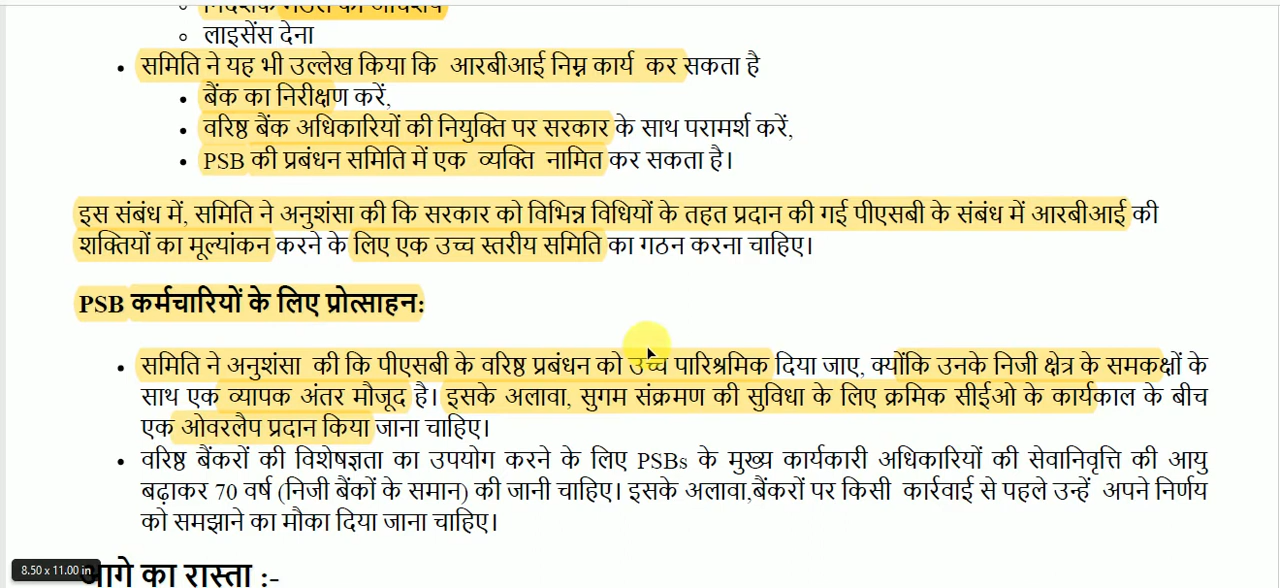 लाइसेंस देना
समिति ने यह भी उल्लेख किया कि आरबीआई निम्न कार्य कर सकता है
बैंक का निरीक्षण करें,
वरिष्ठ बैंक अधिकारियों की नियुक्ति पर सरकार के साथ परामर्श करें,
PSB की प्रबंधन समिति में एक व्यक्ति नामित कर सकता है।
इस संबंध में, समिति ने अनुशंसा की कि सरकार को विभिन्न विधियों के तहत प्रदान की गई पीएसबी के संबंध में आरबीआई की
शक्तियों का मूल्यांकन करने के लिए एक उच्च स्तरीय समिति का गठन करना चाहिए।
PSB कर्मचारियों के लिए प्रोत्साहन:
समिति ने अनुशंसा की कि पीएसबी के वरिष्ठ प्रबंधन को उच्च पारिश्रमिक दिया जाए, क्योंकि उनके निजी क्षेत्र के समकक्षों के
साथ एक व्यापक अंतर मौजूद है। इसके अलावा, सुगम संक्रमण की सुविधा के लिए क्रमिक सीईओ के कार्यकाल के बीच
एक ओवरलैप प्रदान किया जाना चाहिए।
वरिष्ठ बैंकरों की विशेषज्ञता का उपयोग करने के लिए PSBs के मुख्य कार्यकारी अधिकारियों की सेवानिवृत्ति की आयु
बढ़ाकर 70 वर्ष (निजी बैंकों के समान) की जानी चाहिए। इसके अलावा,बैंकरों पर किसी कार्रवाई से पहले उन्हें अपने निर्णय
को समझाने का मौका दिया जाना चाहिए।
आगे का रास्ता :-
8.50 x 11.00 in